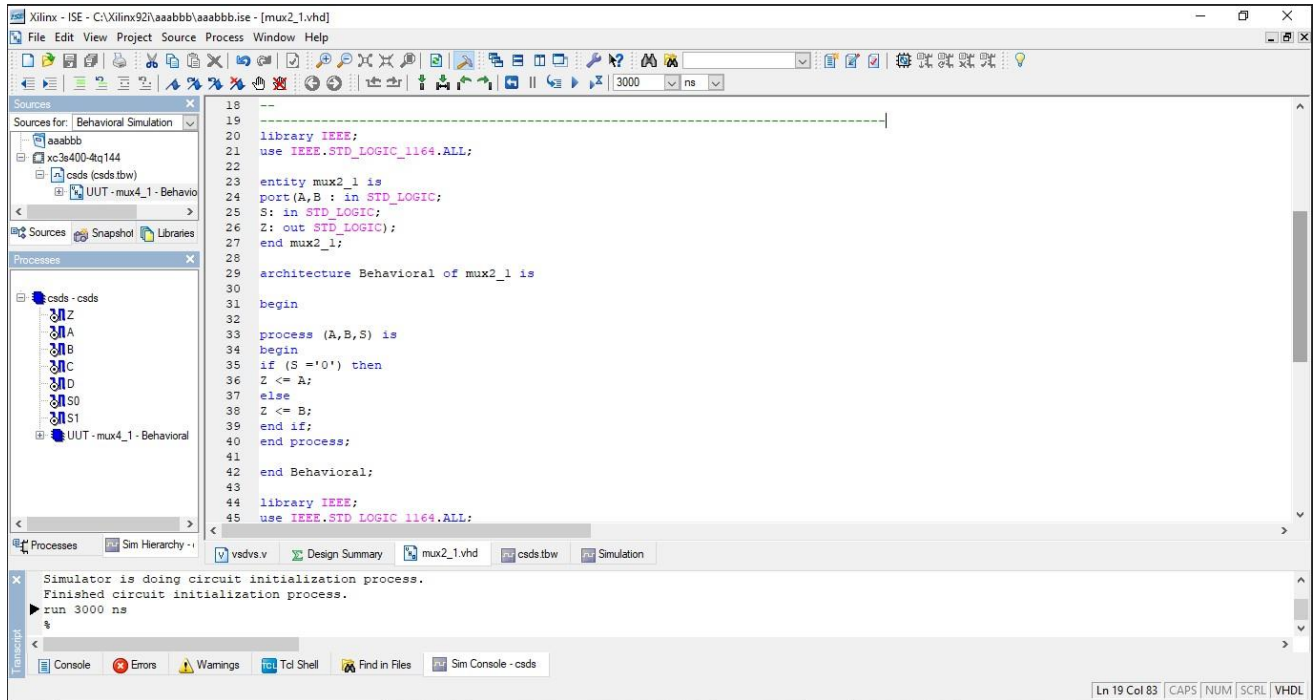 Xilinx - ISE - C:\Xilinx92i\aaabbb\aaabbb.ise - [mux2_1.vhd]
File Edit View Project Source Process Window Help
3000 ns
Sources
Sources for: Behavioral Simulation
aaabbb
xc3s400-4tq144
csds (csds.tbw)
UUT - mux4_1 - Behavio
Sources Snapshot Libraries
Processes
csds - csds
Z
A
B
C
D
S0
S1
UUT - mux4_1 - Behavioral
Processes Sim Hierarchy -
18 --
19 ----------------------------------------------------------------------------------
20 library IEEE;
21 use IEEE.STD_LOGIC_1164.ALL;
22
23 entity mux2_1 is
24 port(A,B : in STD_LOGIC;
25 S: in STD_LOGIC;
26 Z: out STD_LOGIC);
27 end mux2_1;
28
29 architecture Behavioral of mux2_1 is
30
31 begin
32
33 process (A,B,S) is
34 begin
35 if (S ='0') then
36 Z <= A;
37 else
38 Z <= B;
39 end if;
40 end process;
41
42 end Behavioral;
43
44 library IEEE;
45 use IEEE.STD_LOGIC_1164.ALL;
vsdvs.v Design Summary mux2_1.vhd csds.tbw Simulation
Simulator is doing circuit initialization process.
Finished circuit initialization process.
run 3000 ns
%
Transcript
Console Errors Warnings Tcl Shell Find in Files Sim Console - csds
Ln 19 Col 83 CAPS NUM SCRL VHDL